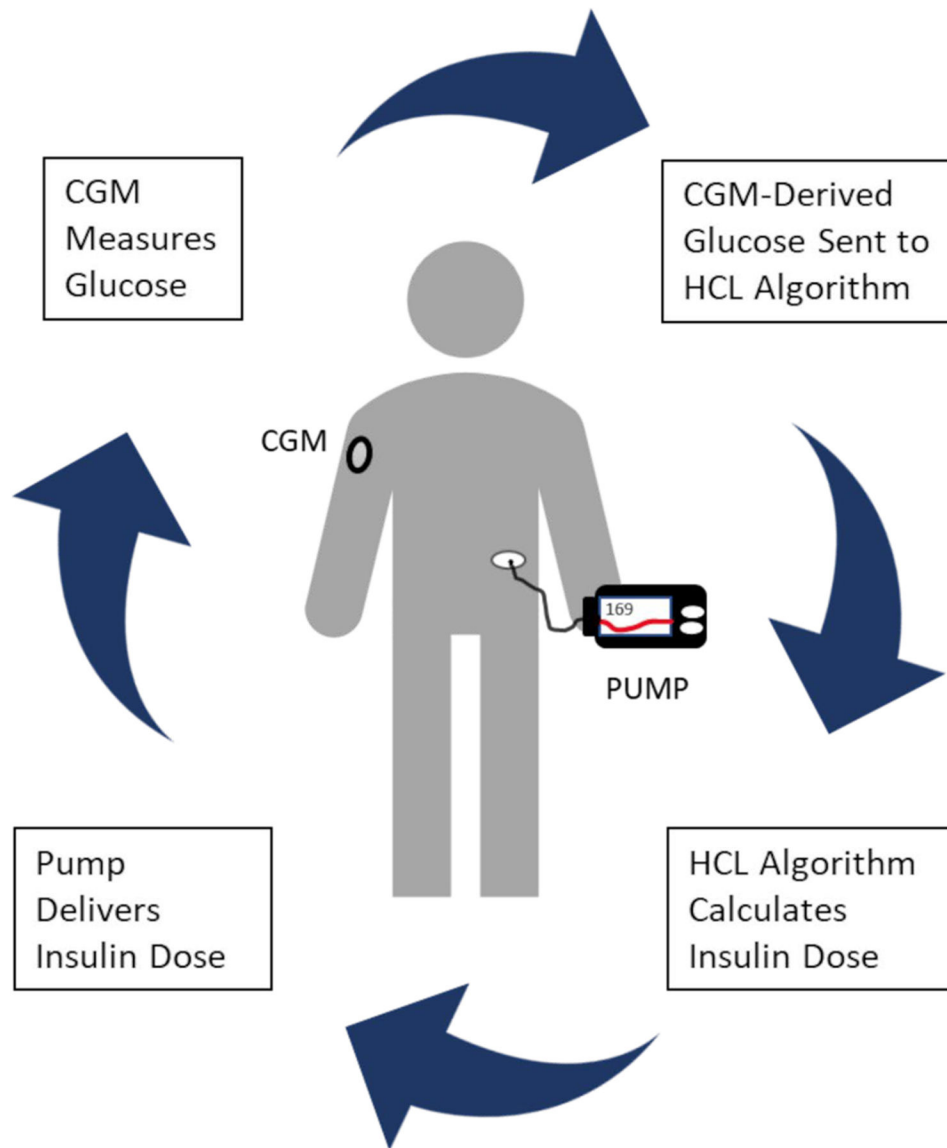 CGM
Measures
Glucose
CGM-Derived
Glucose Sent to
HCL Algorithm
CGM
169
PUMP
Pump
Delivers
Insulin Dose
HCL Algorithm
Calculates
Insulin Dose